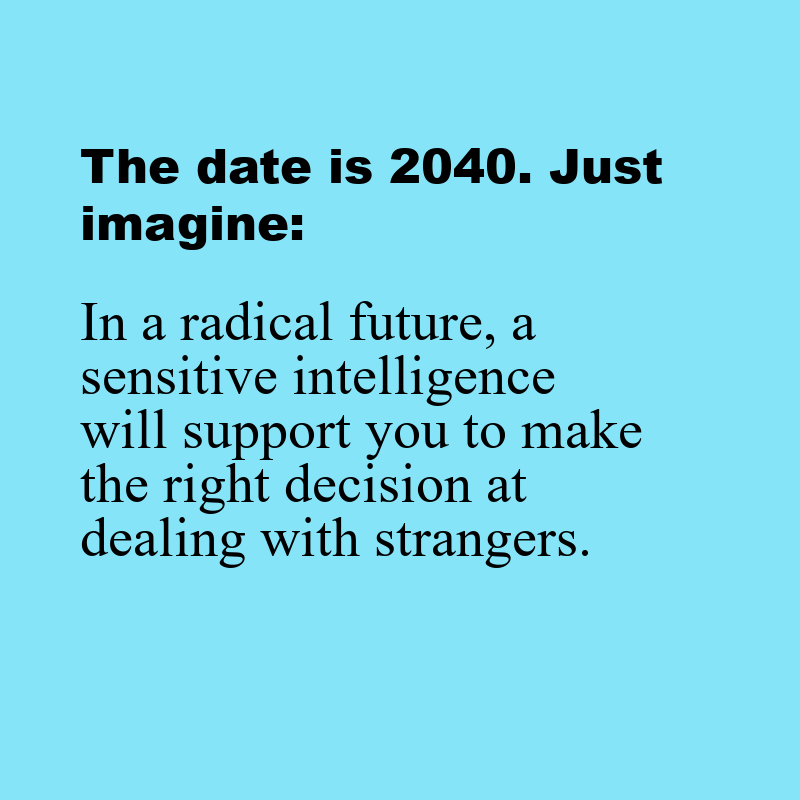 The date is 2040. Just
imagine:
In a radical future, a
sensitive intelligence
will support you to make
the right decision at
dealing with strangers.